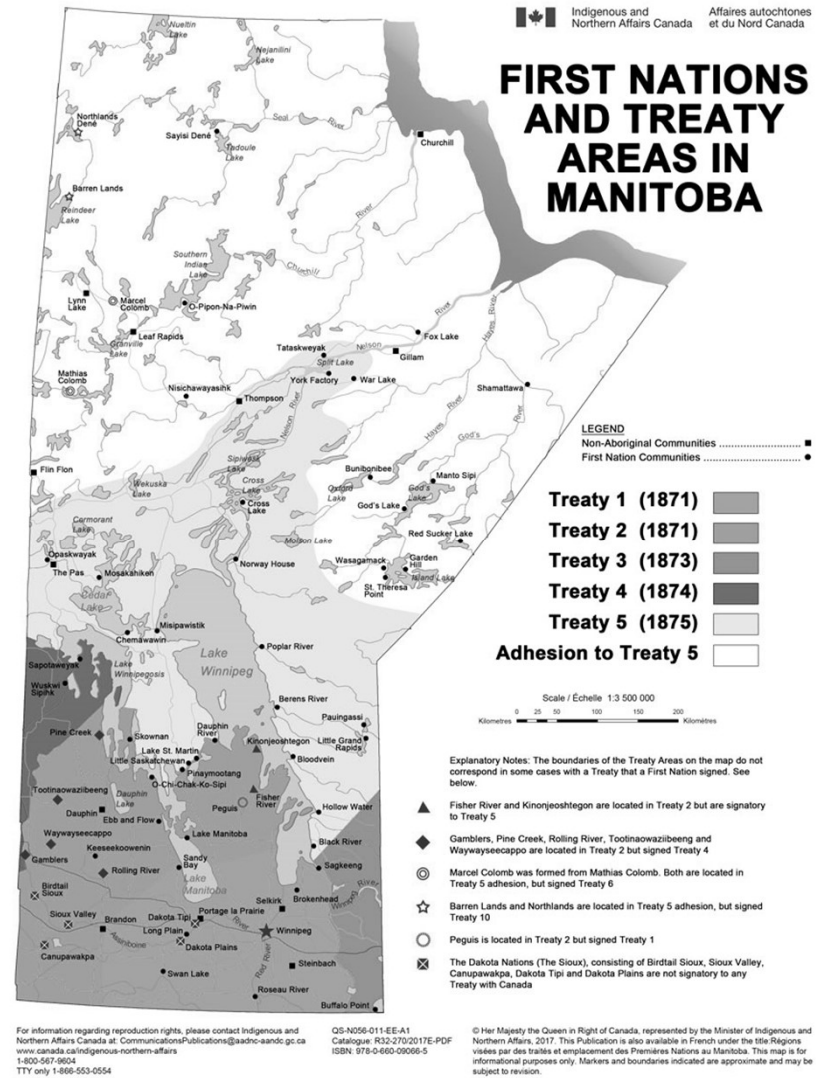 Indigenous and
Northern Affairs Canada
Affaires autochtones
et du Nord Canada
FIRST NATIONS
AND TREATY
AREAS IN
MANITOBA
Nueltin
Lake
Nejanilini
Lake
Northlands
Dené
Sayisi Dené
Seal River
Tadoule
Lake
Churchill
Barren Lands
Reindeer
Lake
River
Southern
Indian
Lake
Churchill
Lynn
Lake
Marcel
Colomb
O-Pipon-Na-Piwin
River
Hayes River
Leaf Rapids
Granville
Lake
Fox Lake
Tataskweyak
Nelson
Gillam
Split Lake
Mathias
Colomb
York Factory
War Lake
Nisichawayasihk
Thompson
Shamattawa
Nelson River
Hayes River
God's River
LEGEND
Non-Aboriginal Communities
First Nation Communities
Flin Flon
Sipiwesk
Lake
Wekuska
Lake
Cross
Lake
Cross
Lake
Bunibonibee
Oxford
Lake
God's
Lake
Manto Sipi
God's Lake
Treaty 1 (1871)
Treaty 2 (1871)
Treaty 3 (1873)
Treaty 4 (1874)
Treaty 5 (1875)
Adhesion to Treaty 5
Cormorant
Lake
Molson Lake
Red Sucker Lake
Opaskwayak
The Pas
Mosakahiken
Norway House
Wasagamack
Garden
Hill
Island Lake
St. Theresa
Point
Cedar
Lake
Misipawistik
Chemawawin
Lake
Winnipeg
Poplar River
Sapotaweyak
Wuskwi
Sipihk
Lake
Winnipegosis
Scale / Échelle 1:3 500 000
0 25 50 100 150 200
Kilometres Kilomètres
Berens River
Pauingassi
Pine Creek
Skownan
Dauphin
River
Kinonjeoshtegon
Little Grand
Rapids
Lake St. Martin
Little Saskatchewan
Bloodvein
Pinaymootang
O-Chi-Chak-Ko-Sipi
Tootinaowaziibeeng
Dauphin
Lake
Fisher
River
Peguis
Dauphin
Ebb and Flow
Hollow Water
Waywayseecappo
Lake Manitoba
Keeseekoowenin
Black River
Gamblers
Rolling River
Sandy
Bay
Sagkeeng
Lake
Manitoba
Birdtail
Sioux
Selkirk
Brokenhead
Winnipeg River
Sioux Valley
Brandon
Dakota Tipi
Portage la Prairie
Long Plain
River
Winnipeg
Assiniboine
Dakota Plains
Canupawakpa
Red River
Steinbach
Swan Lake
Roseau River
Buffalo Point
Explanatory Notes: The boundaries of the Treaty Areas on the map do not
correspond in some cases with a Treaty that a First Nation signed. See
below.
Fisher River and Kinonjeoshtegon are located in Treaty 2 but are signatory
to Treaty 5
Gamblers, Pine Creek, Rolling River, Tootinaowaziibeeng and
Waywayseecappo are located in Treaty 2 but signed Treaty 4
Marcel Colomb was formed from Mathias Colomb. Both are located in
Treaty 5 adhesion, but signed Treaty 6
Barren Lands and Northlands are located in Treaty 5 adhesion, but signed
Treaty 10
Peguis is located in Treaty 2 but signed Treaty 1
The Dakota Nations (The Sioux), consisting of Birdtail Sioux, Sioux Valley,
Canupawakpa, Dakota Tipi and Dakota Plains are not signatory to any
Treaty with Canada
For information regarding reproduction rights, please contact Indigenous and
Northern Affairs Canada at: CommunicationsPublications@aadnc-aandc.gc.ca
www.canada.ca/indigenous-northern-affairs
1-800-567-9604
TTY only 1-866-553-0554
QS-N056-011-EE-A1
Catalogue: R32-270/2017E-PDF
ISBN: 978-0-660-09066-5
© Her Majesty the Queen in Right of Canada, represented by the Minister of Indigenous and
Northern Affairs, 2017. This Publication is also available in French under the title:Régions
visées par des traités et emplacement des Premières Nations au Manitoba. This map is for
informational purposes only. Markers and boundaries indicated are approximate and may be
subject to revision.